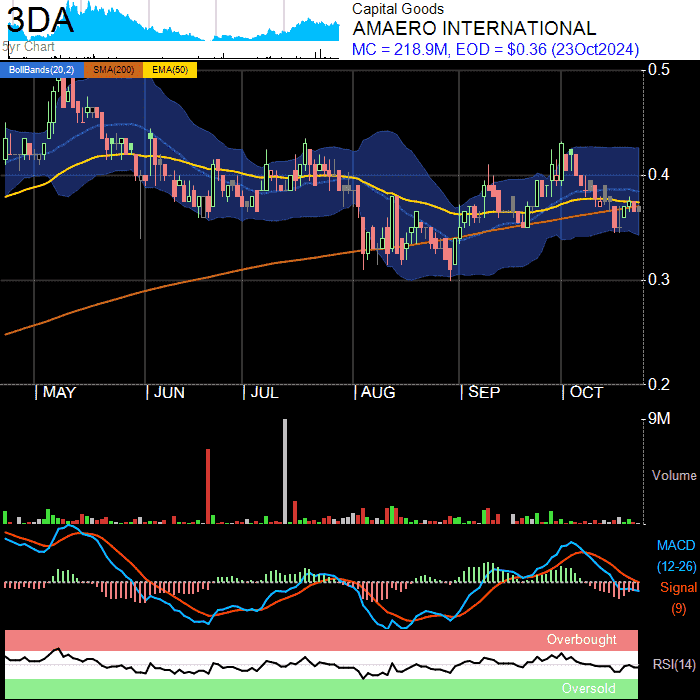 3DA
5yr Chart
Capital Goods
AMAERO INTERNATIONAL
MC = 218.9M, EOD = $0.36 (23Oct2024)
BollBands(20,2) SMA(200) EMA(50)
0.5
0.4
0.3
0.2
| MAY | JUN | JUL | AUG | SEP | OCT
9M
Volume
MACD
(12-26)
Signal
(9)
Overbought
RSI(14)
Oversold